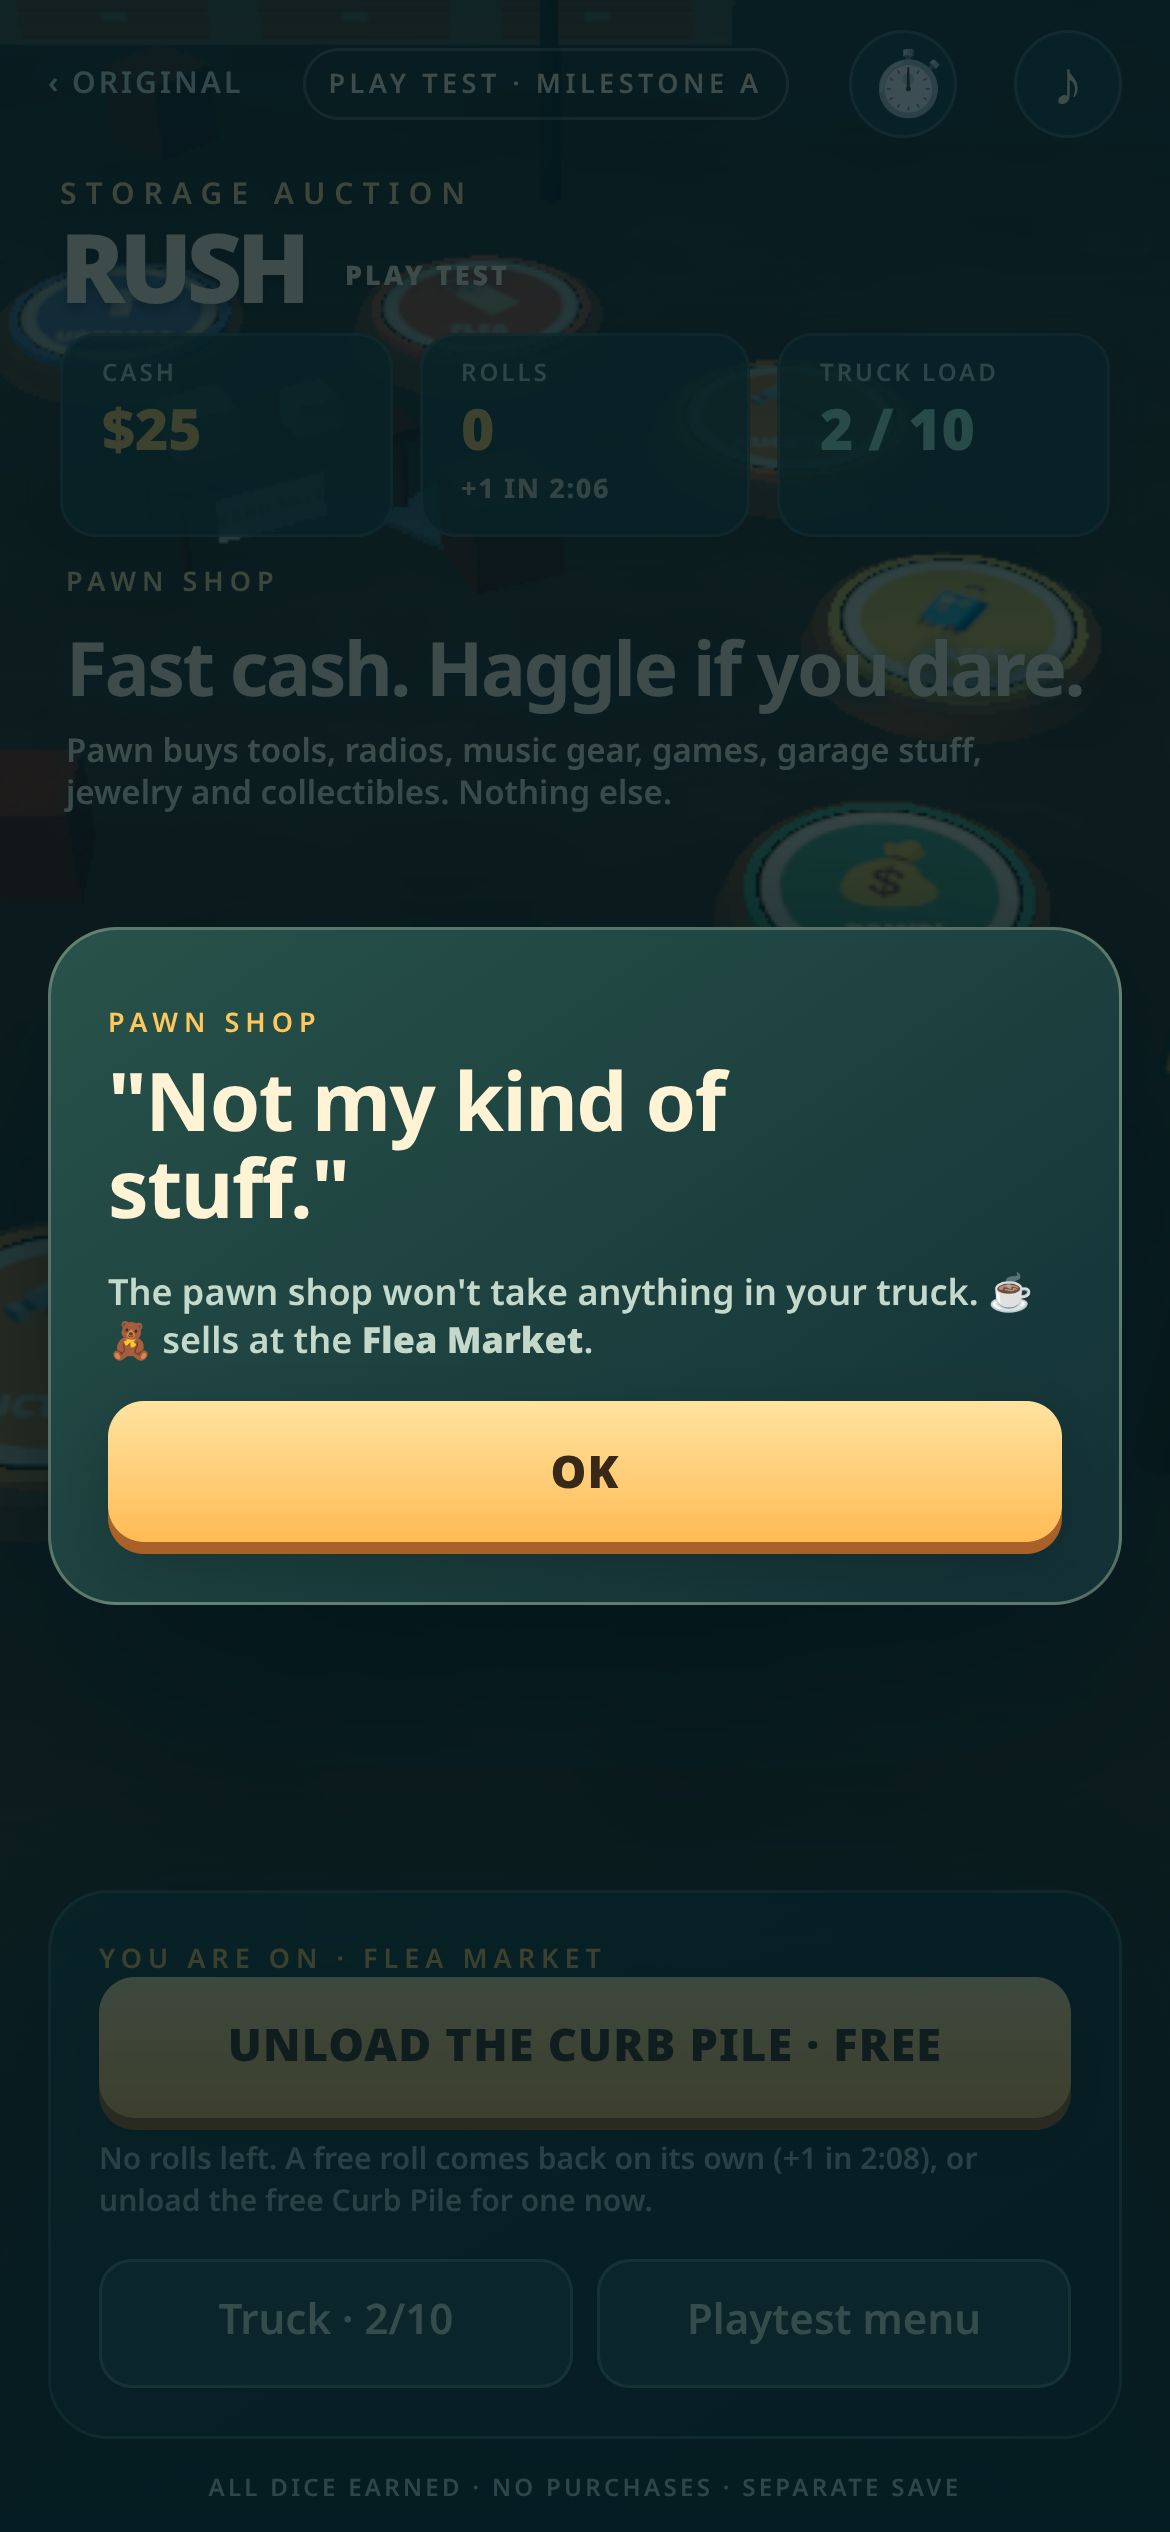 ‹ ORIGINAL
PLAY TEST · MILESTONE A
♪
STORAGE AUCTION
RUSH
PLAY TEST
CASH
ROLLS
TRUCK LOAD
$25
0
2 / 10
+1 IN 2:06
PAWN SHOP
Fast cash. Haggle if you dare.
Pawn buys tools, radios, music gear, games, garage stuff,
jewelry and collectibles. Nothing else.
PAWN SHOP
"Not my kind of
stuff."
The pawn shop won't take anything in your truck. ☕
🧸 sells at the Flea Market.
OK
YOU ARE ON · FLEA MARKET
UNLOAD THE CURB PILE · FREE
No rolls left. A free roll comes back on its own (+1 in 2:08), or
unload the free Curb Pile for one now.
Truck · 2/10
Playtest menu
ALL DICE EARNED · NO PURCHASES · SEPARATE SAVE